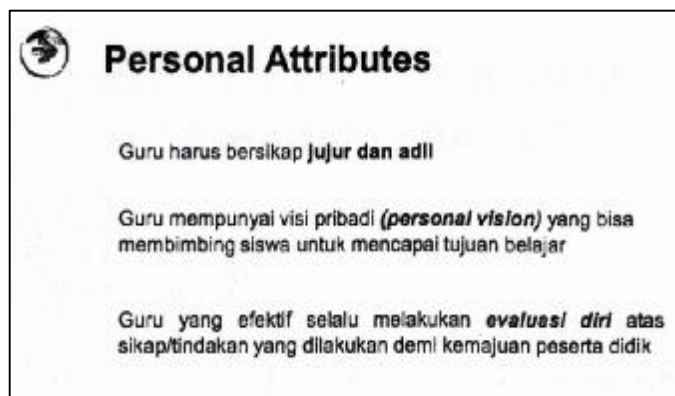 Personal Attributes
Guru harus bersikap jujur dan adil
Guru mempunyai visi pribadi (personal vision) yang bisa
membimbing siswa untuk mencapai tujuan belajar
Guru yang efektif selalu melakukan evaluasi diri atas
sikap/tindakan yang dilakukan demi kemajuan peserta didik